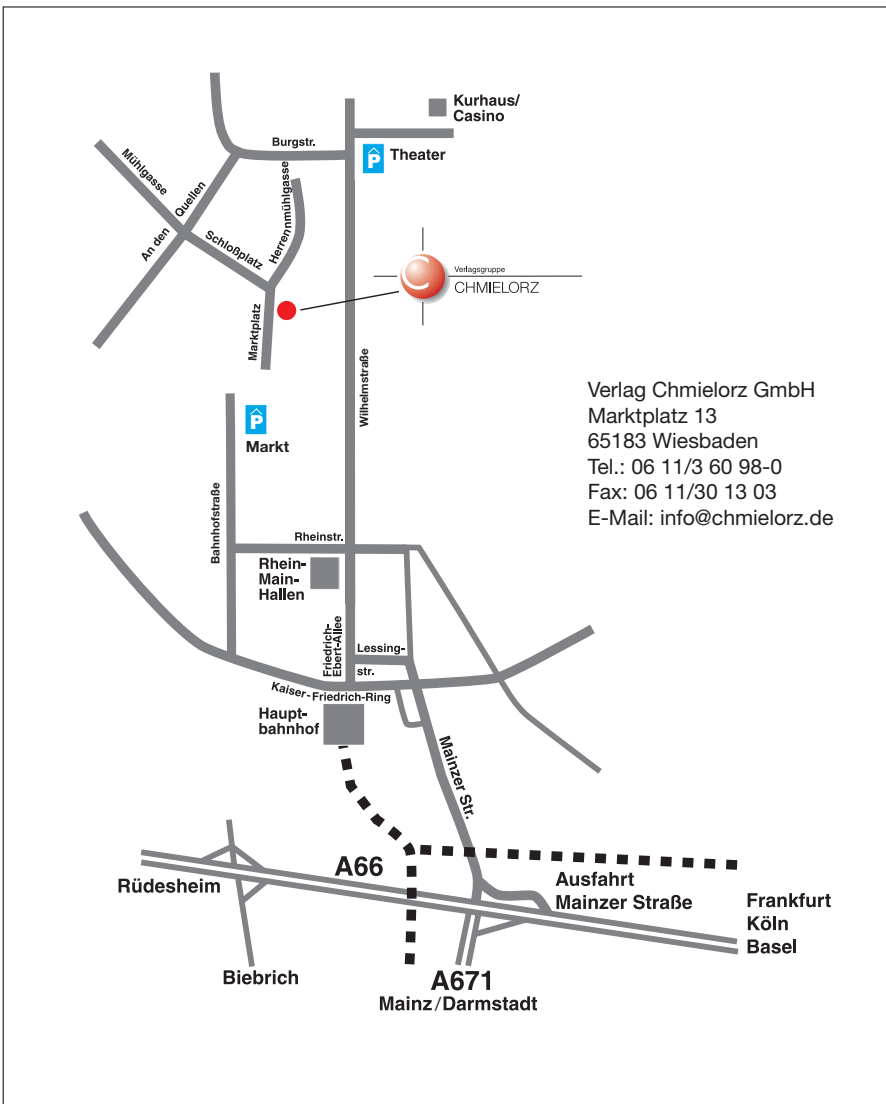 Kurhaus/
Casino
Burgstr.
P
Theater
Mühlgasse
An den Quellen
Schloßplatz
Herrennmühlgasse
Marktplatz
C
Verlagsgruppe
CHMIELORZ
Wilhelmstraße
Verlag Chmielorz GmbH
Marktplatz 13
65183 Wiesbaden
Tel.: 06 11/3 60 98-0
Fax: 06 11/30 13 03
E-Mail: info@chmielorz.de
P
Markt
Bahnhofstraße
Rheinstr.
Rhein-
Main-
Hallen
Friedrich-
Ebert-Allee
Lessing-
str.
Kaiser-Friedrich-Ring
Haupt-
bahnhof
Mainzer Str.
A66
Rüdesheim
Ausfahrt
Mainzer Straße
Frankfurt
Köln
Basel
Biebrich
A671
Mainz/Darmstadt